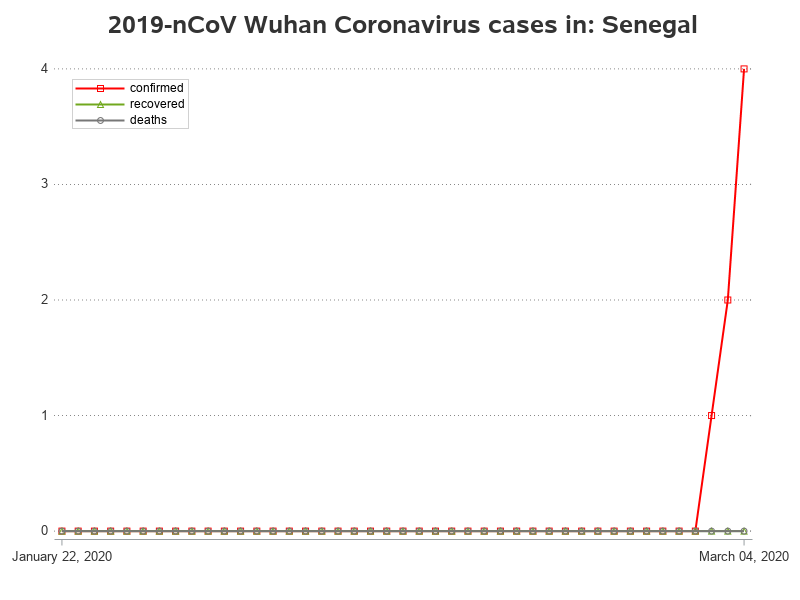 2019-nCoV Wuhan Coronavirus cases in: Senegal
4
confirmed
recovered
deaths
3
2
1
0
January 22, 2020 March 04, 2020